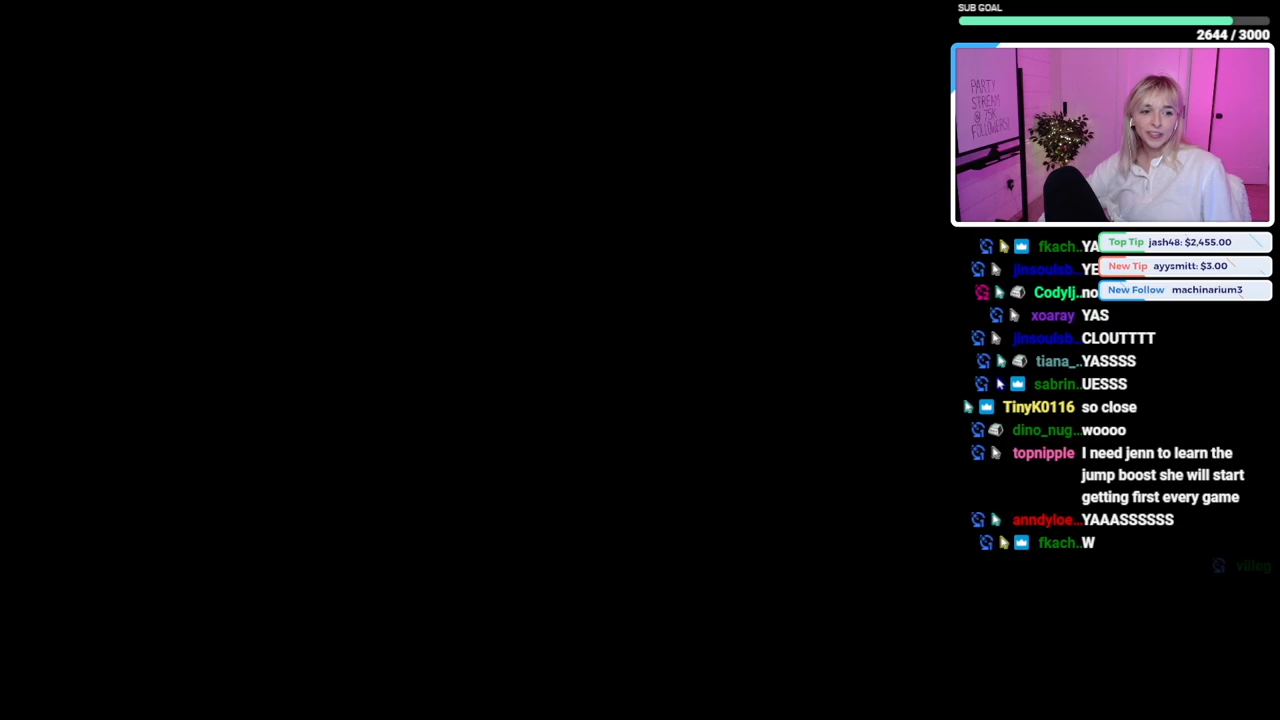 SUB GOAL
2644 / 3000
PARTY
STREAM
@ 75K
FOLLOWERS!
fkach.. YA
Top Tip jash48: $2,455.00
jinsoulsb.. YE
New Tip ayysmitt: $3.00
Codylj.. no
New Follow machinarium3
xoaray YAS
jinsoulsb.. CLOUTTTT
tiana_.. YASSSS
sabrin.. UESSS
TinyK0116 so close
dino_nug.. woooo
topnipple I need jenn to learn the
jump boost she will start
getting first every game
anndyloe.. YAAASSSSSS
fkach.. W
villeg